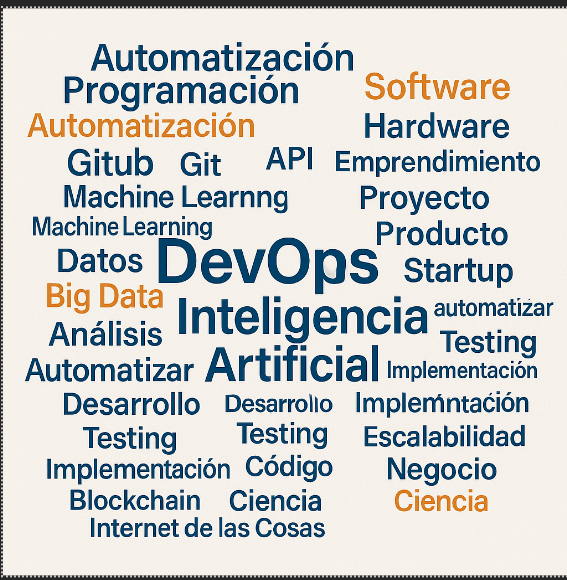 Automatización
Programación
Software
Automatización
Hardware
Gitub Git API Emprendimiento
Machine Learnng
Proyecto
Machine Learning
Producto
Datos DevOps Startup
Big Data
Inteligencia
automatizar
Análisis
Testing
Automatizar
Artificial
Implementación
Desarrollo Desarrollo Implemntación
Testing Testing Escalabilidad
Implementación Código Negocio
Blockchain Ciencia Ciencia
Internet de las Cosas